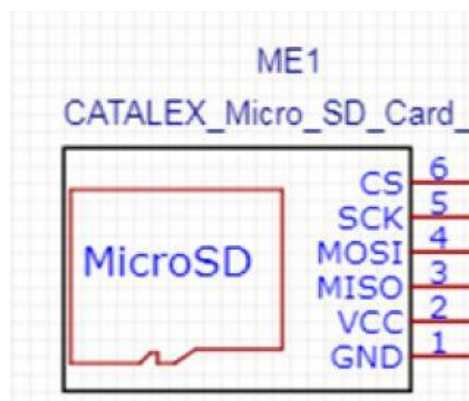 ME1
CATALEX_Micro_SD_Card_
MicroSD
CS 6
SCK 5
MOSI 4
MISO 3
VCC 2
GND 1